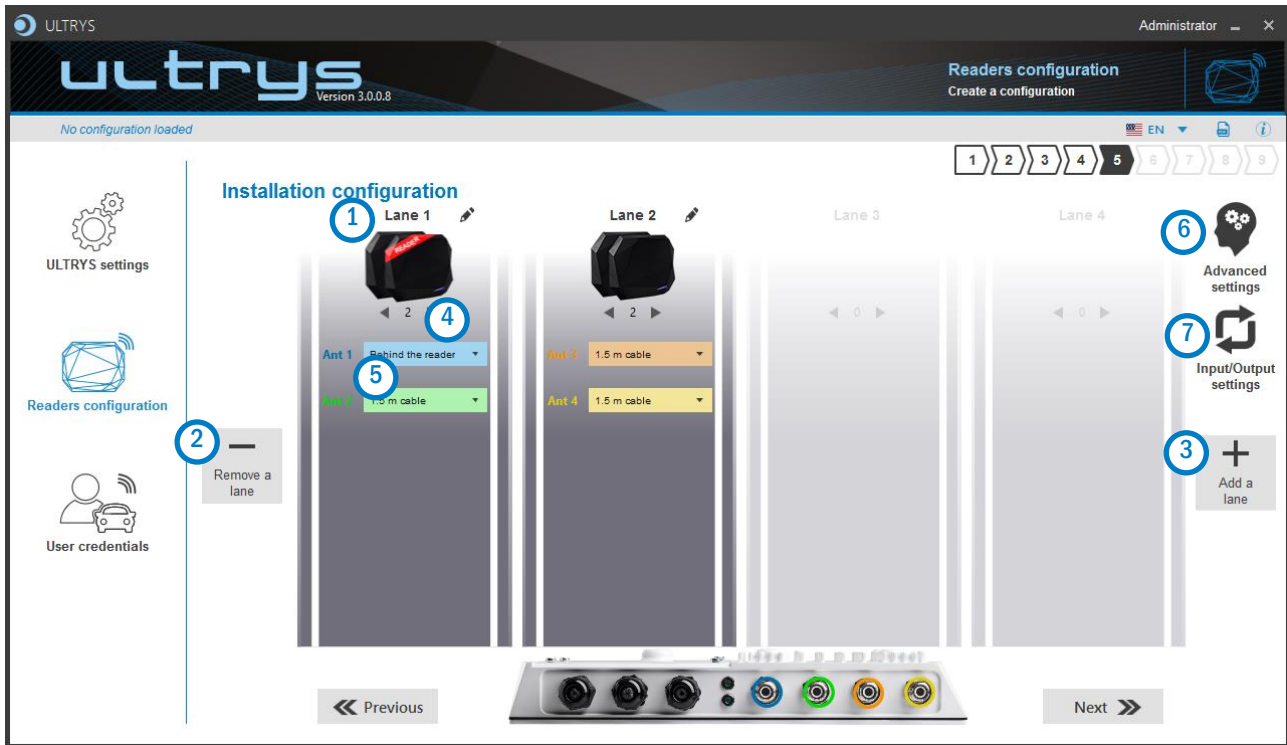 ULTRYS
Administrator
ultrys
Version 3.0.0.8
Readers configuration
Create a configuration
No configuration loaded
EN
1 2 3 4 5 6 7 8 9
Installation configuration
1
Lane 1
Lane 2
Lane 3
Lane 4
READER
6
ULTRYS settings
Advanced
settings
2
4
2
0
0
7
Ant 1
Behind the reader
Ant 3
1.5 m cable
Input/Output
settings
5
Ant 2
1.5 m cable
Ant 4
1.5 m cable
Readers configuration
2
Remove a
lane
3
Add a
lane
User credentials
Previous
Next